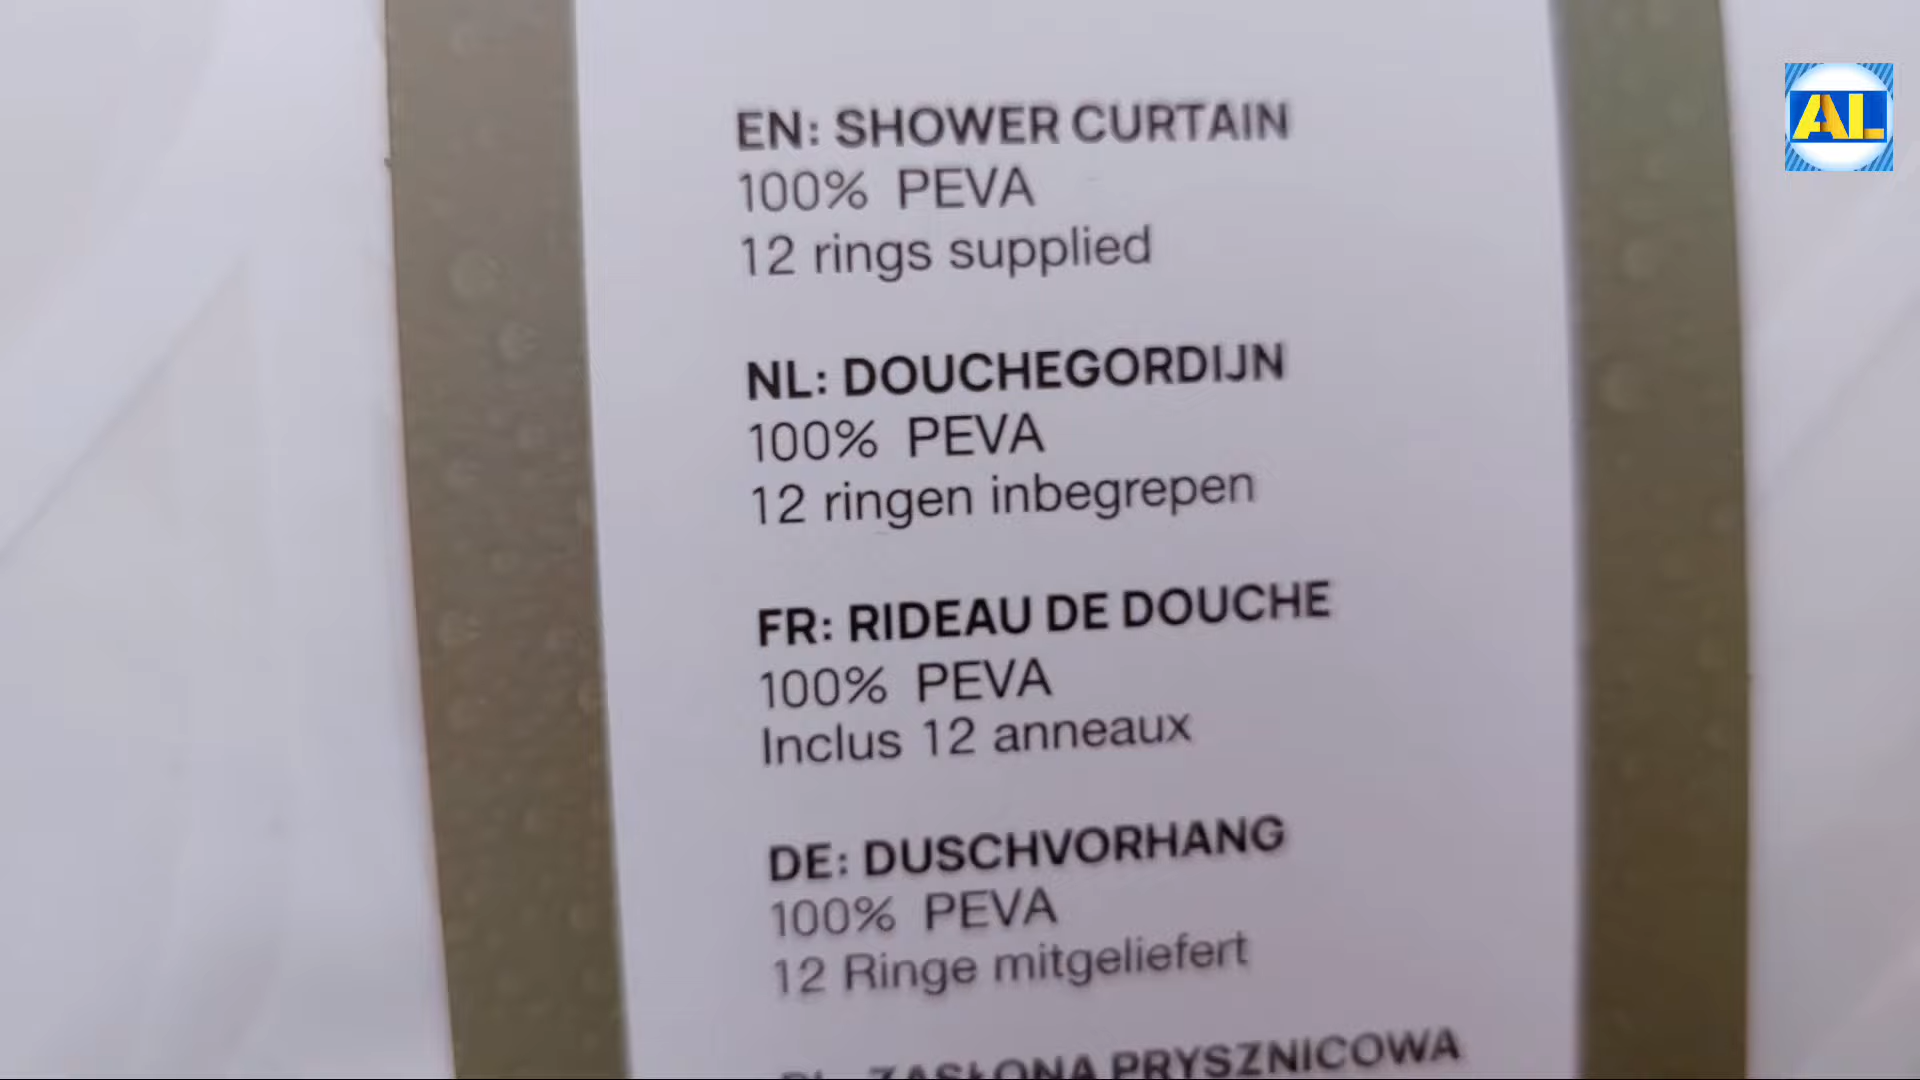 AL
EN: SHOWER CURTAIN
100% PEVA
12 rings supplied
NL: DOUCHEGORDIJN
100% PEVA
12 ringen inbegrepen
FR: RIDEAU DE DOUCHE
100% PEVA
Inclus 12 anneaux
DE: DUSCHVORHANG
100% PEVA
12 Ringe mitgeliefert
PL: ZASŁONA PRYSZNICOWA